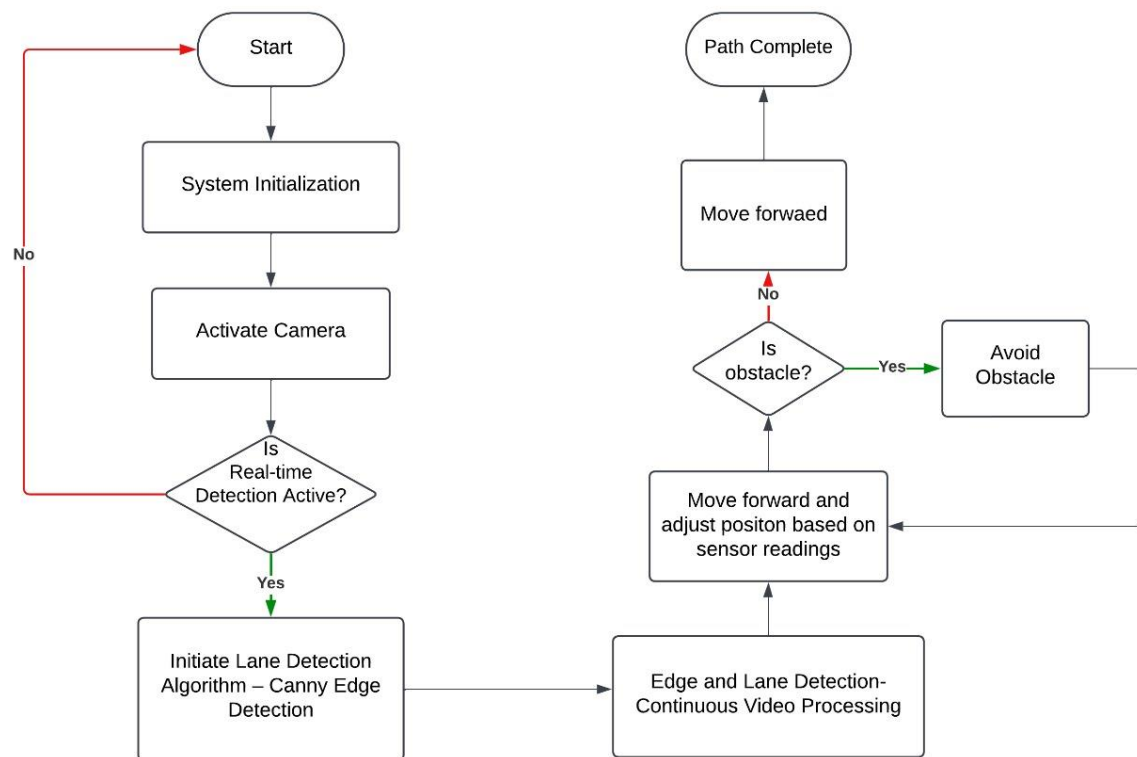 Start
System Initialization
No
Activate Camera
Is
Real-time
Detection Active?
Yes
Initiate Lane Detection
Algorithm – Canny Edge
Detection
Edge and Lane Detection-
Continuous Video Processing
Move forward and
adjust positon based on
sensor readings
Is
obstacle?
Yes
Avoid
Obstacle
No
Move forwaed
Path Complete